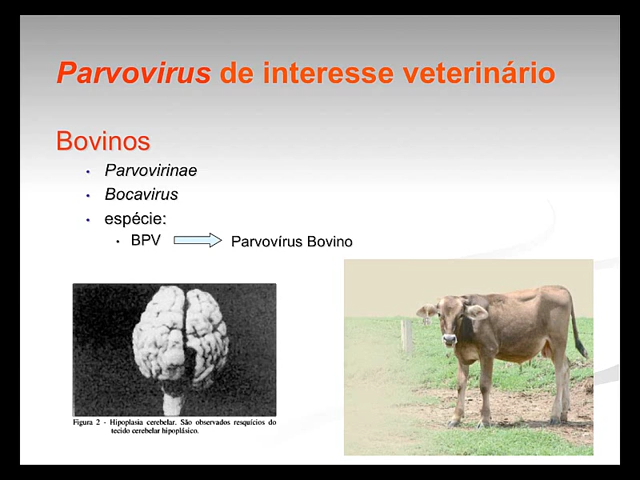 Parvovirus de interesse veterinário
Bovinos
• Parvovirinae
• Bocavirus
• espécie:
• BPV Parvovírus Bovino
Figura 2 - Hipoplasia cerebelar. São observados resquícios do
tecido cerebelar hipoplásico.